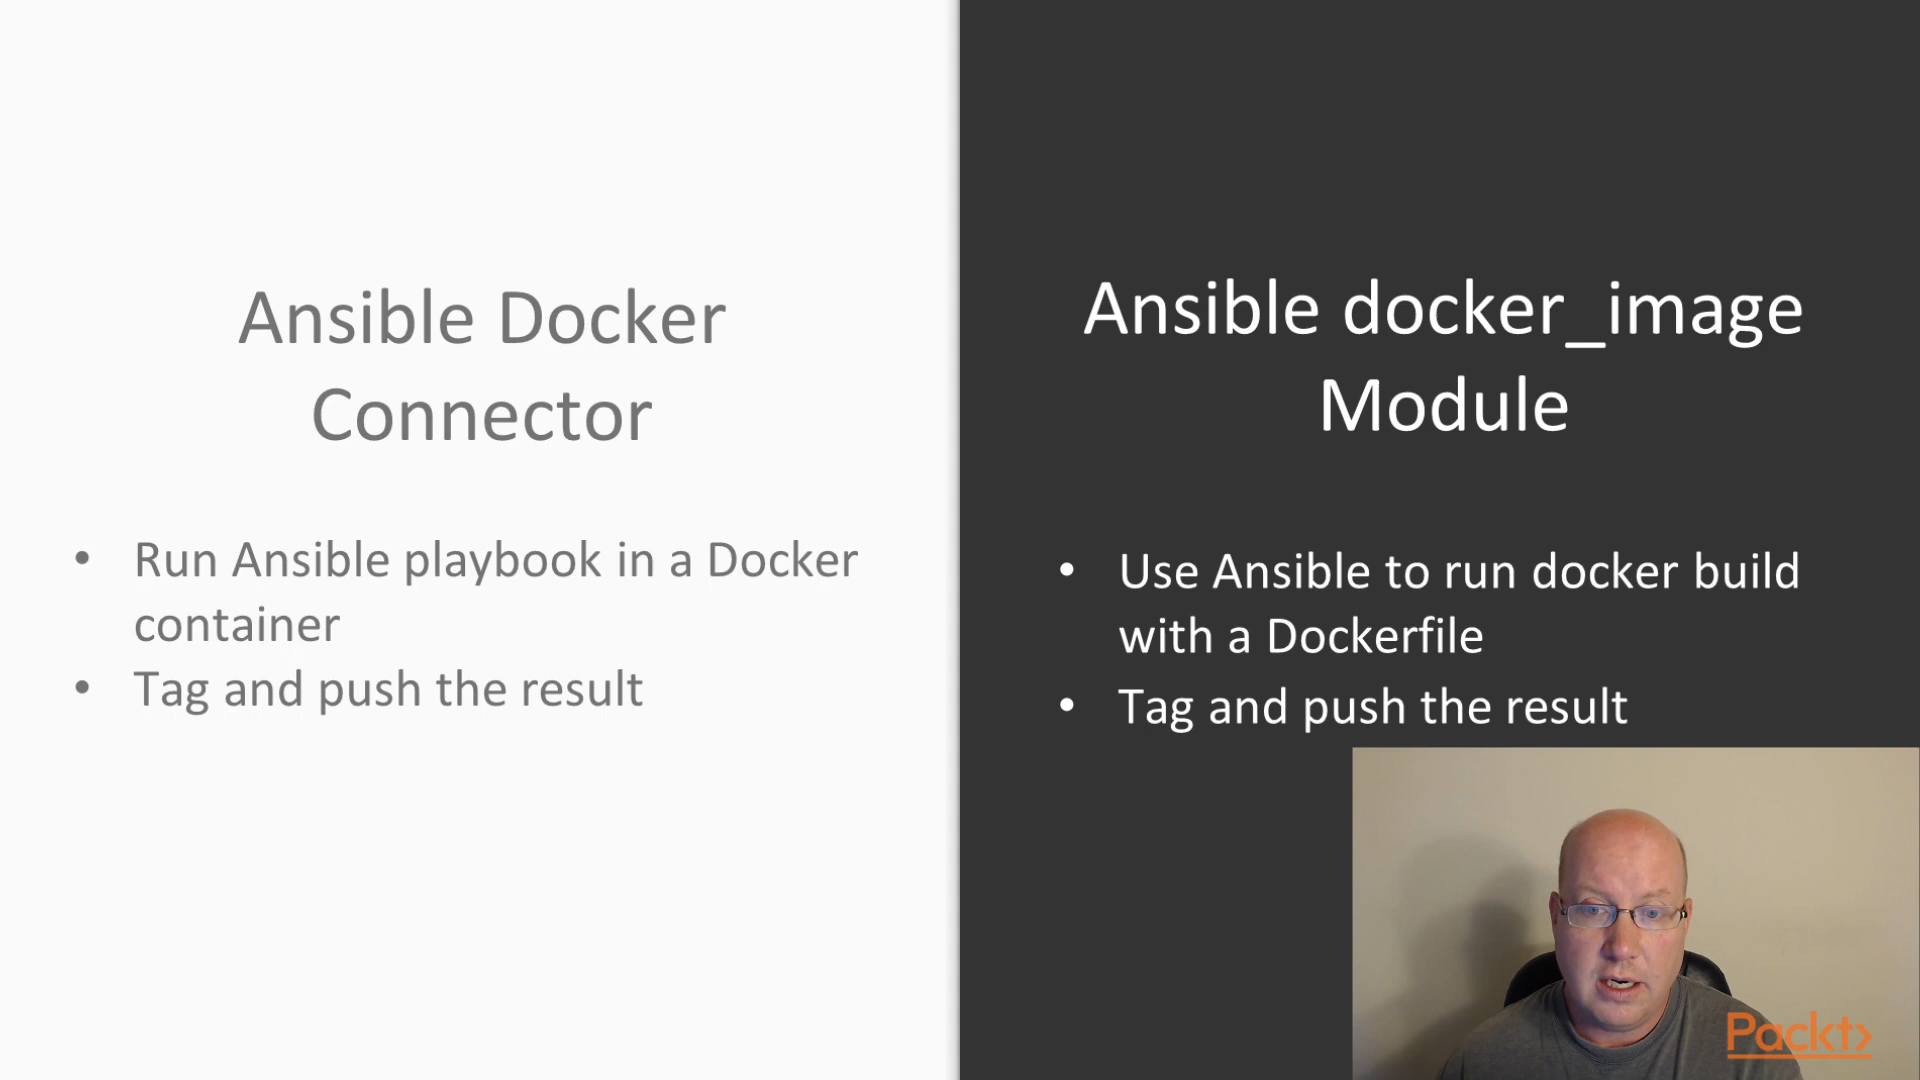 Ansible Docker
Connector
• Run Ansible playbook in a Docker
container
• Tag and push the result
Ansible docker_image
Module
• Use Ansible to run docker build
with a Dockerfile
• Tag and push the result
Packt>